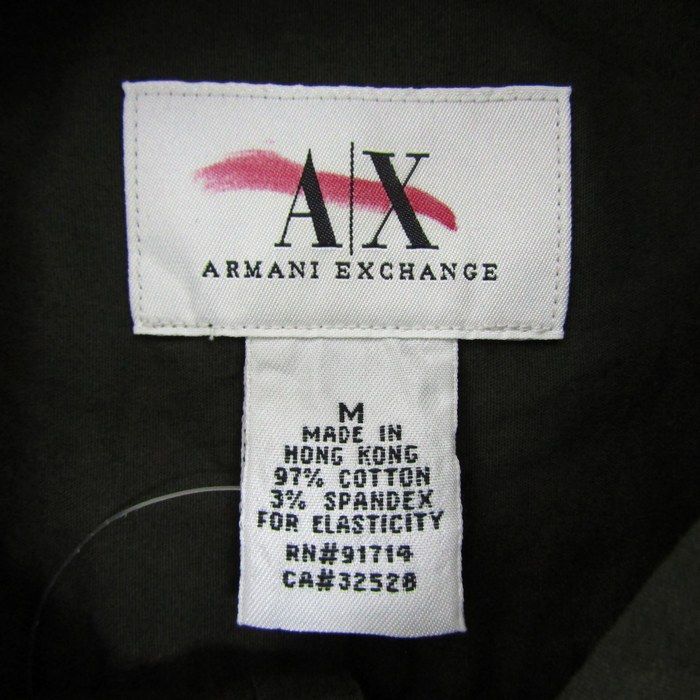 A|X
ARMANI EXCHANGE
M
MADE IN
HONG KONG
97% COTTON
3% SPANDEX
FOR ELASTICITY
RN#91714
CA#32528